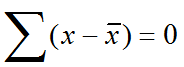 ∑(x − x̄) = 0